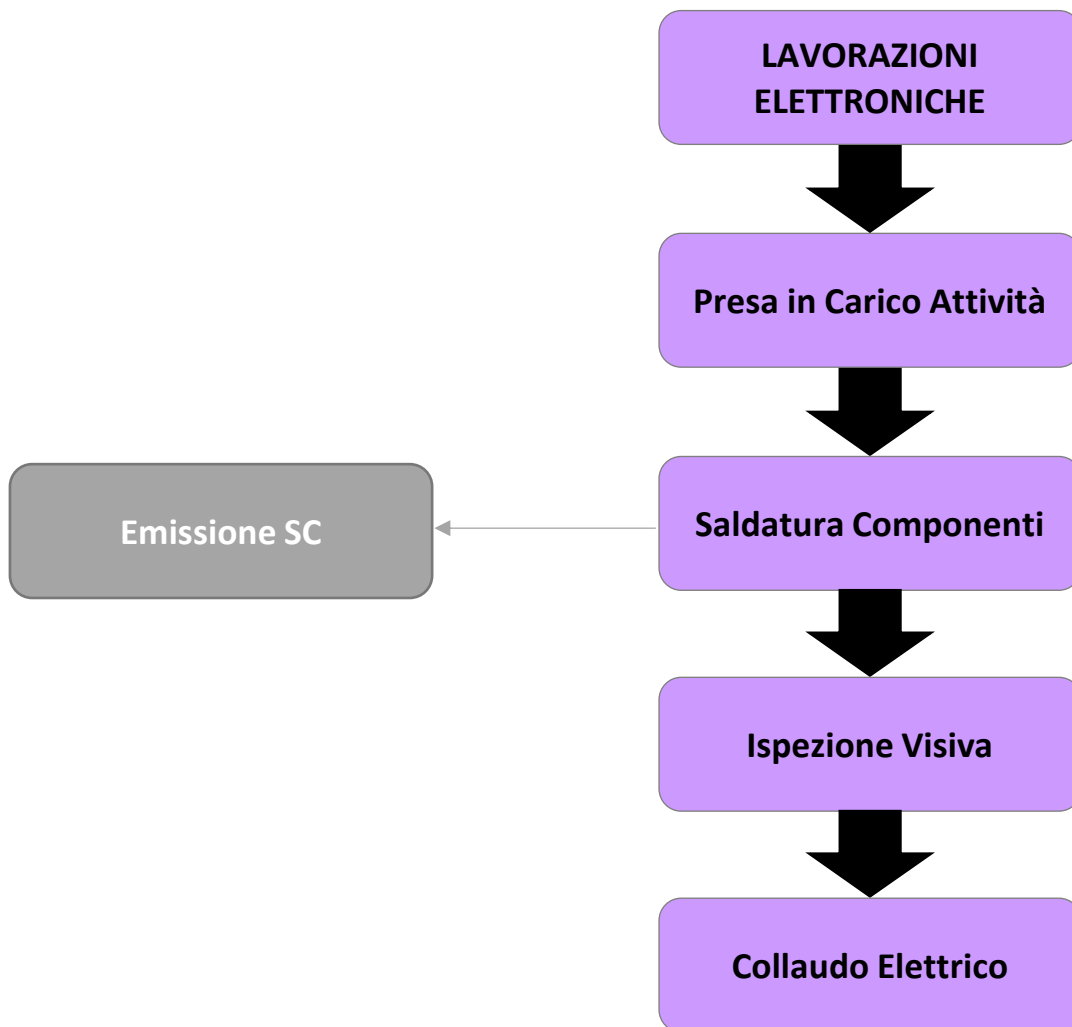 LAVORAZIONI
ELETTRONICHE
Presa in Carico Attività
Emissione SC
Saldatura Componenti
Ispezione Visiva
Collaudo Elettrico